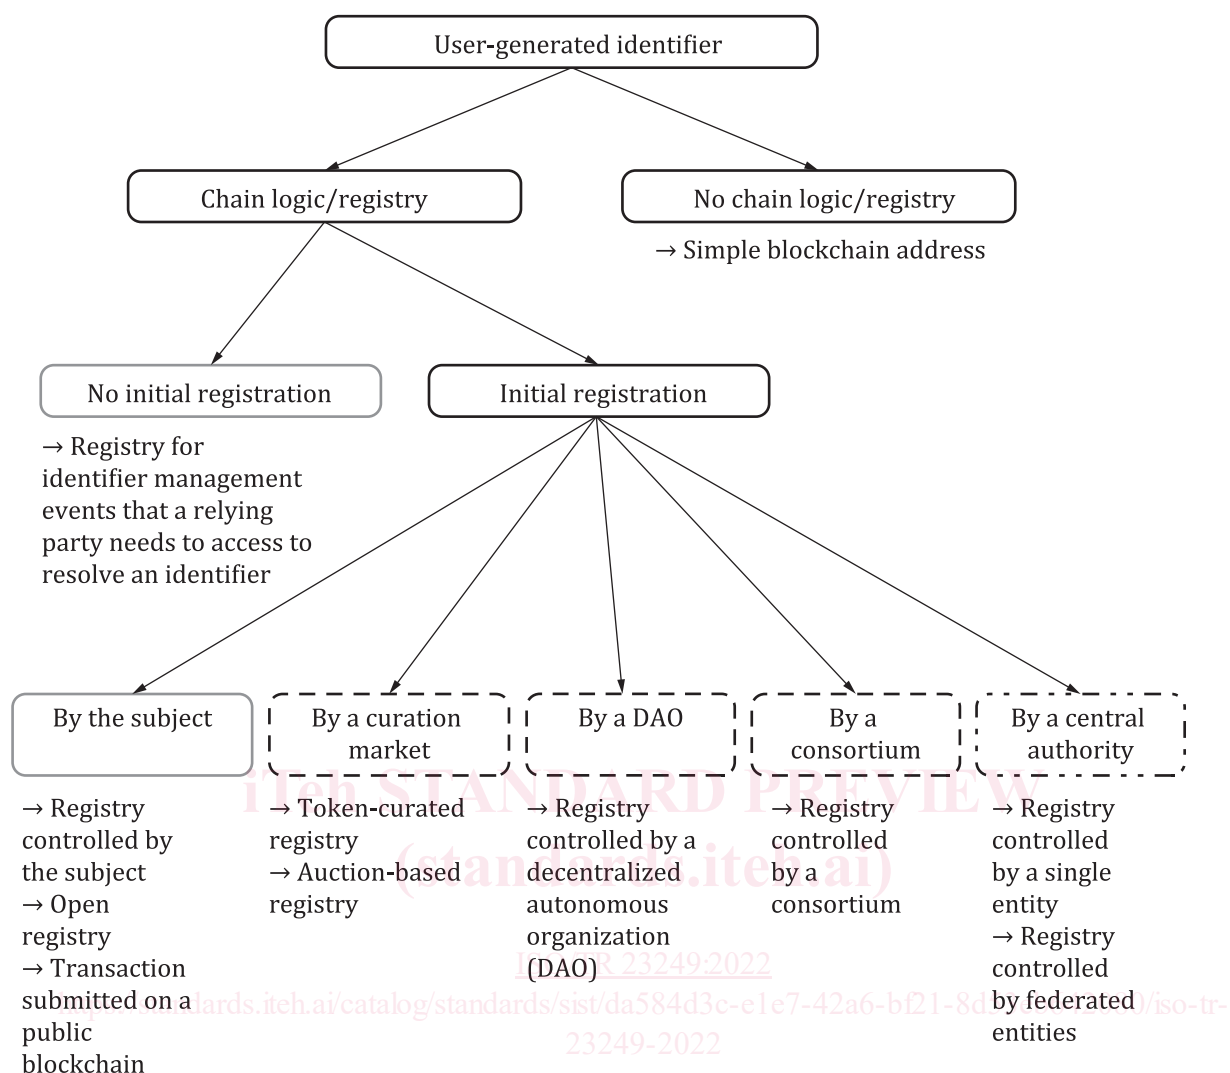 User-generated identifier
Chain logic/registry
No chain logic/registry
→ Simple blockchain address
No initial registration
Initial registration
→ Registry for
identifier management
events that a relying
party needs to access to
resolve an identifier
By the subject
By a curation
market
By a DAO
By a
consortium
By a central
authority
→ Registry
controlled by
the subject
→ Open
registry
→ Transaction
submitted on a
public
blockchain
→ Token-curated
registry
→ Auction-based
registry
→ Registry
controlled by a
decentralized
autonomous
organization
(DAO)
→ Registry
controlled
by a
consortium
→ Registry
controlled
by a single
entity
→ Registry
controlled
by federated
entities
iTeh STANDARD PREVIEW
(standards.iteh.ai)
ISO/TR 23249:2022
23249-2022